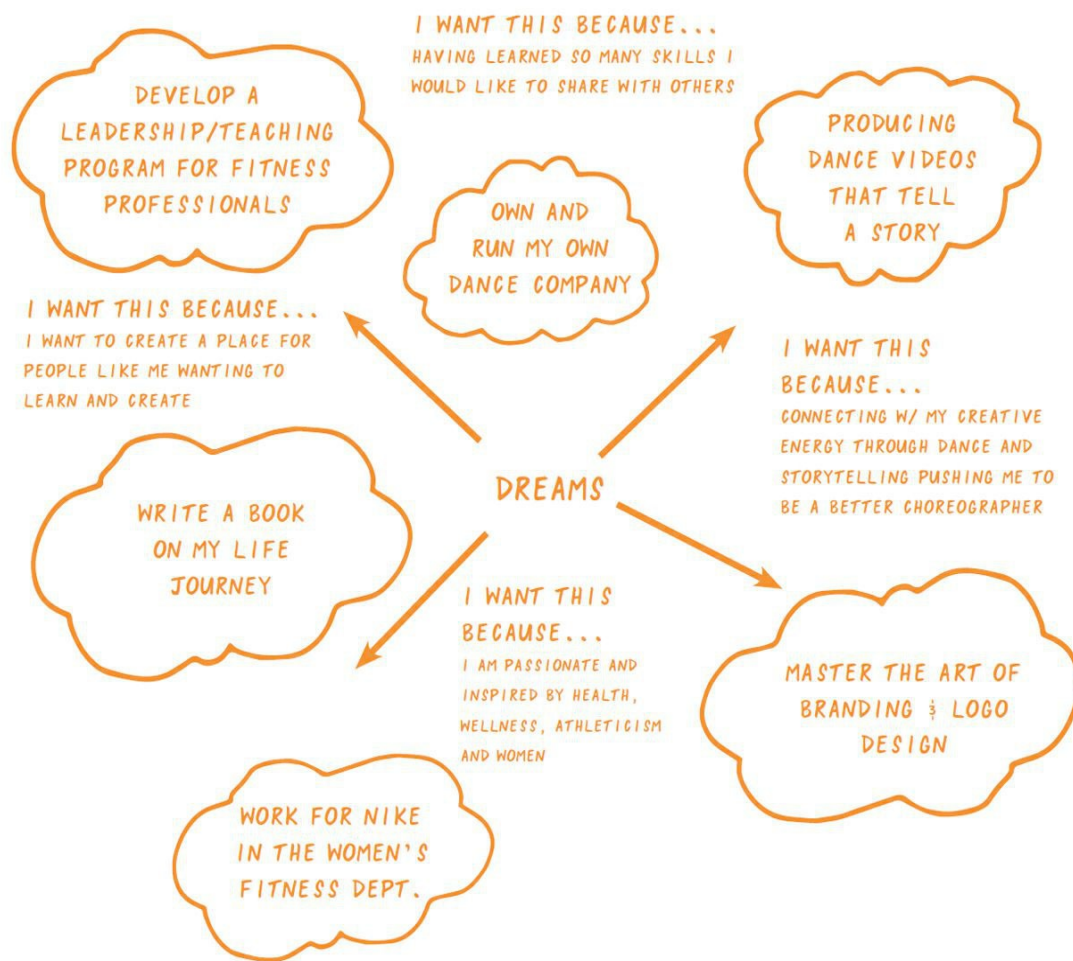 I WANT THIS BECAUSE...
HAVING LEARNED SO MANY SKILLS I
WOULD LIKE TO SHARE WITH OTHERS
DEVELOP A
LEADERSHIP/TEACHING
PROGRAM FOR FITNESS
PROFESSIONALS
OWN AND
RUN MY OWN
DANCE COMPANY
PRODUCING
DANCE VIDEOS
THAT TELL
A STORY
I WANT THIS BECAUSE...
I WANT TO CREATE A PLACE FOR
PEOPLE LIKE ME WANTING TO
LEARN AND CREATE
I WANT THIS
BECAUSE...
CONNECTING W/ MY CREATIVE
ENERGY THROUGH DANCE AND
STORYTELLING PUSHING ME TO
BE A BETTER CHOREOGRAPHER
DREAMS
WRITE A BOOK
ON MY LIFE
JOURNEY
I WANT THIS
BECAUSE...
I AM PASSIONATE AND
INSPIRED BY HEALTH,
WELLNESS, ATHLETICISM
AND WOMEN
MASTER THE ART OF
BRANDING & LOGO
DESIGN
WORK FOR NIKE
IN THE WOMEN'S
FITNESS DEPT.